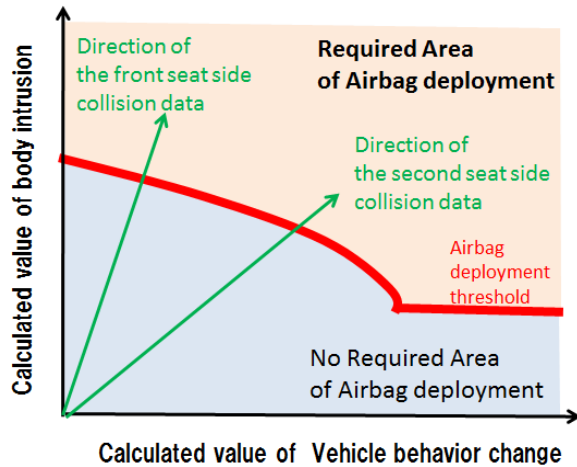 Direction of
the front seat side
collision data
Required Area
of Airbag deployment
Direction of
the second seat side
collision data
Airbag
deployment
threshold
No Required Area
of Airbag deployment
Calculated value of body intrusion
Calculated value of Vehicle behavior change